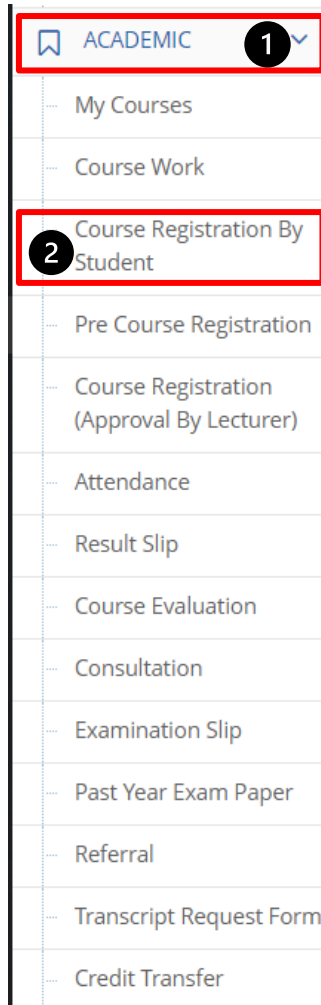 ACADEMIC 1
My Courses
Course Work
Course Registration By
2 Student
Pre Course Registration
Course Registration
(Approval By Lecturer)
Attendance
Result Slip
Course Evaluation
Consultation
Examination Slip
Past Year Exam Paper
Referral
Transcript Request Form
Credit Transfer